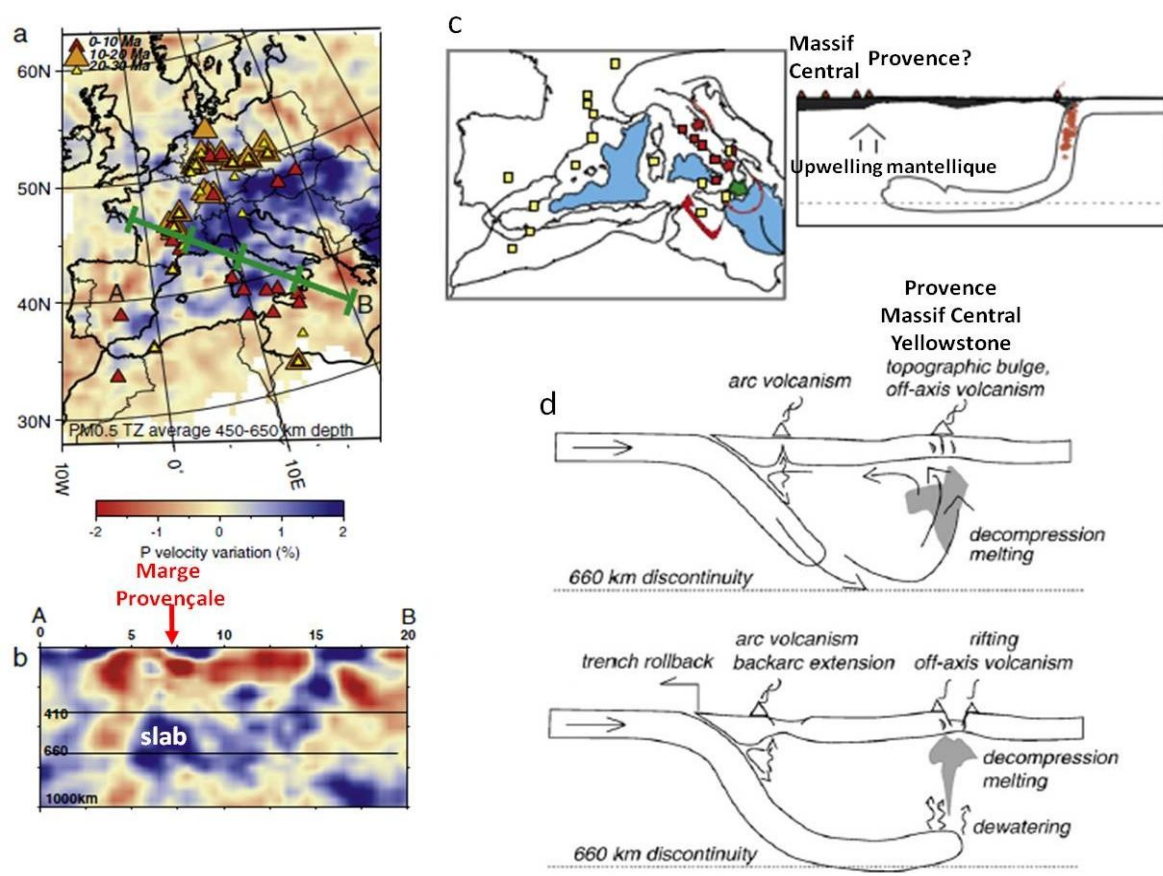 a
0-10 Ma
10-20 Ma
20-30 Ma
60N
50N
40N
30N
A
A
B
PM0.5 TZ average 450-650 km depth
10W
0°
10E
-2
-1
0
1
2
P velocity variation (%)
Marge
Provençale
A
B
0
5
10
15
20
b
410
slab
660
1000km
c
Massif
Central
Provence?
Upwelling mantellique
Provence
Massif Central
Yellowstone
topographic bulge,
off-axis volcanism
arc volcanism
d
decompression
melting
660 km discontinuity
arc volcanism
backarc extension
rifting
off-axis volcanism
trench rollback
decompression
melting
dewatering
660 km discontinuity